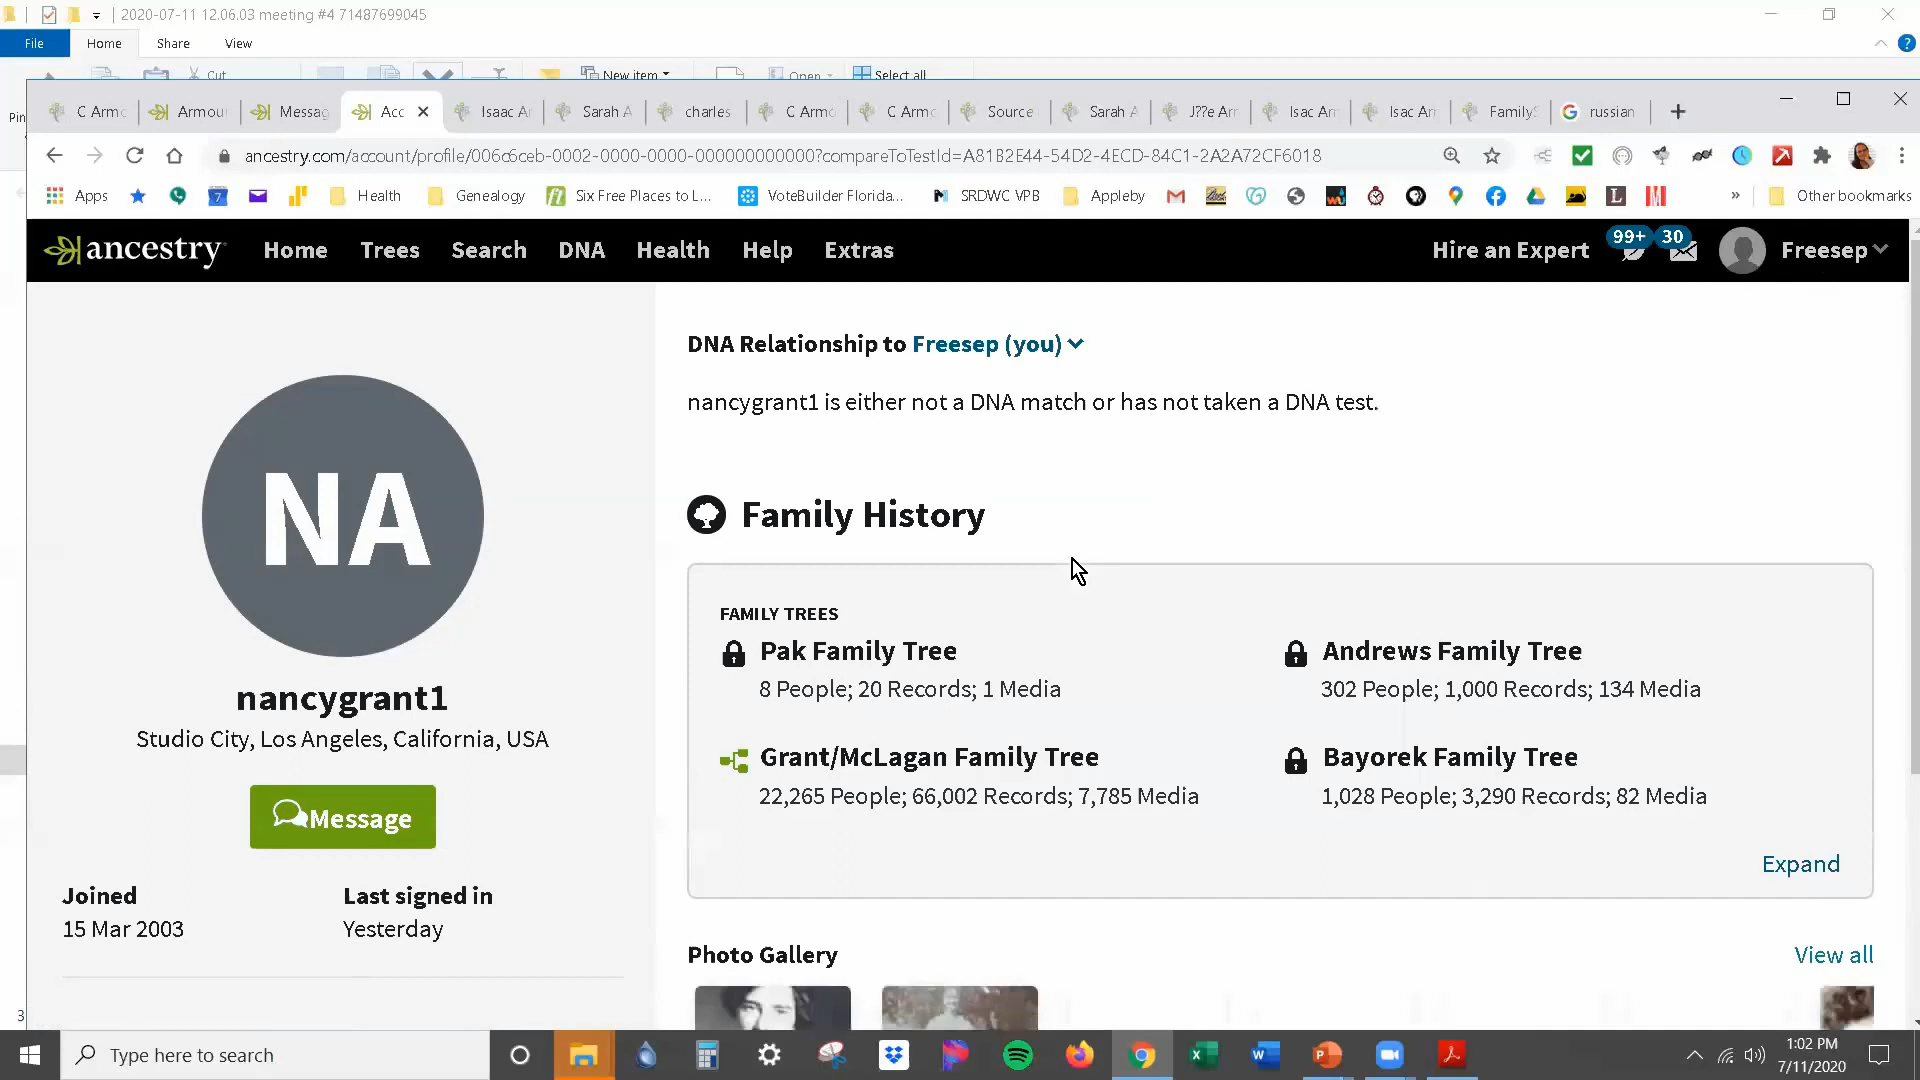 2020-07-11 12.06.03 meeting #4 71487699045
File Home Share View
Cut New item Open Select all
Pin
C Armo Armou Messag Acc Isaac Ar Sarah A charles C Armo C Armo Source Sarah A J??e Arr Isac Arr Isac Arr FamilyS russian
ancestry.com/account/profile/006c6ceb-0002-0000-0000-000000000000?compareToTestId=A81B2E44-54D2-4ECD-84C1-2A2A72CF6018
Apps Health Genealogy Six Free Places to L... VoteBuilder Florida... SRDWC VPB Appleby » Other bookmarks
ancestry Home Trees Search DNA Health Help Extras Hire an Expert 99+ 30 Freesep
DNA Relationship to Freesep (you)
nancygrant1 is either not a DNA match or has not taken a DNA test.
NA
nancygrant1
Studio City, Los Angeles, California, USA
Message
Joined Last signed in
15 Mar 2003 Yesterday
Family History
FAMILY TREES
Pak Family Tree
8 People; 20 Records; 1 Media
Andrews Family Tree
302 People; 1,000 Records; 134 Media
Grant/McLagan Family Tree
22,265 People; 66,002 Records; 7,785 Media
Bayorek Family Tree
1,028 People; 3,290 Records; 82 Media
Expand
Photo Gallery View all
3
Type here to search
1:02 PM
7/11/2020